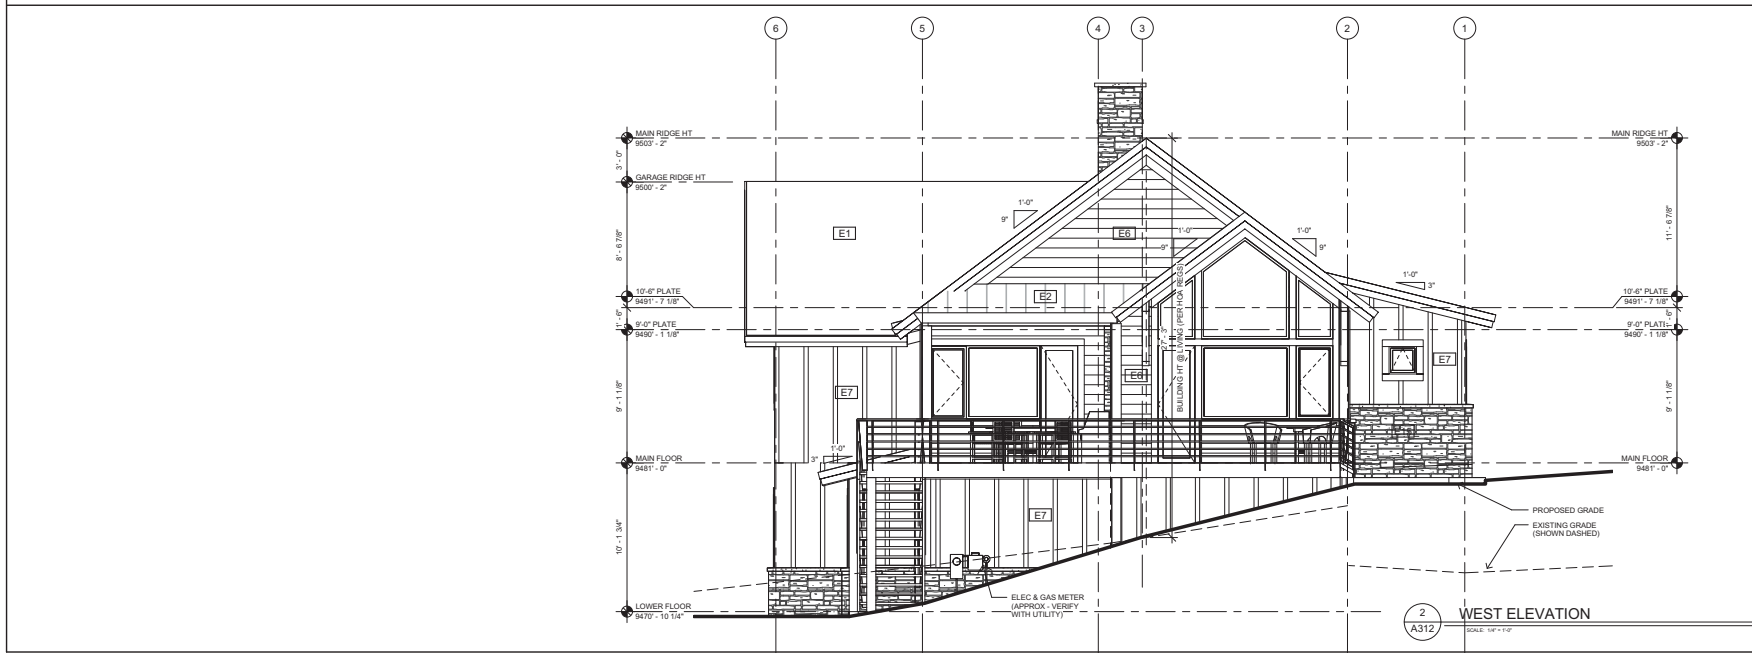 6
5
4
3
2
1
MAIN RIDGE HT
9503' - 2"
MAIN RIDGE HT
9503' - 2"
3' - 0"
GARAGE RIDGE HT
9500' - 2"
1'-0"
9"
E1
E6
1'-0"
9"
1'-0"
9"
8' - 6 7/8"
11' - 6 7/8"
1'-0"
3"
10'-6" PLATE
9491' - 7 1/8"
E2
10'-6" PLATE
9491' - 7 1/8"
1' - 6"
1' - 6"
9'-0" PLATE
9490' - 1 1/8"
9'-0" PLATE
9490' - 1 1/8"
27' - 3"
BUILDING HT @ LIVING (PER HOA REGS)
E7
E6
E7
9' - 1 1/8"
9' - 1 1/8"
1'-0"
3"
MAIN FLOOR
9481' - 0"
MAIN FLOOR
9481' - 0"
E7
PROPOSED GRADE
EXISTING GRADE
(SHOWN DASHED)
10' - 1 3/4"
ELEC & GAS METER
(APPROX - VERIFY
WITH UTILITY)
LOWER FLOOR
9470' - 10 1/4"
2
A312
WEST ELEVATION
SCALE: 1/4" = 1'-0"